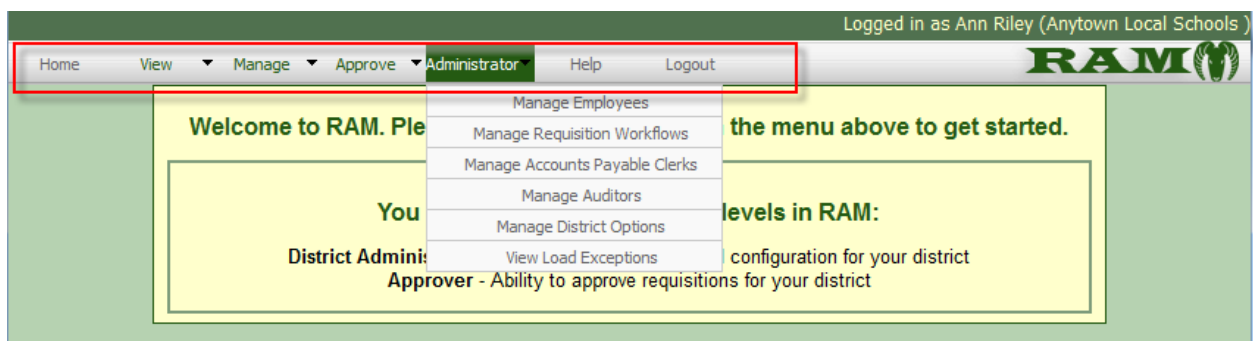 Logged in as Ann Riley (Anytown Local Schools )
Home View Manage Approve Administrator Help Logout
RAM
Manage Employees
Manage Requisition Workflows
Manage Accounts Payable Clerks
Manage Auditors
Manage District Options
View Load Exceptions
Welcome to RAM. the menu above to get started.
You levels in RAM:
District configuration for your district
Approver - Ability to approve requisitions for your district